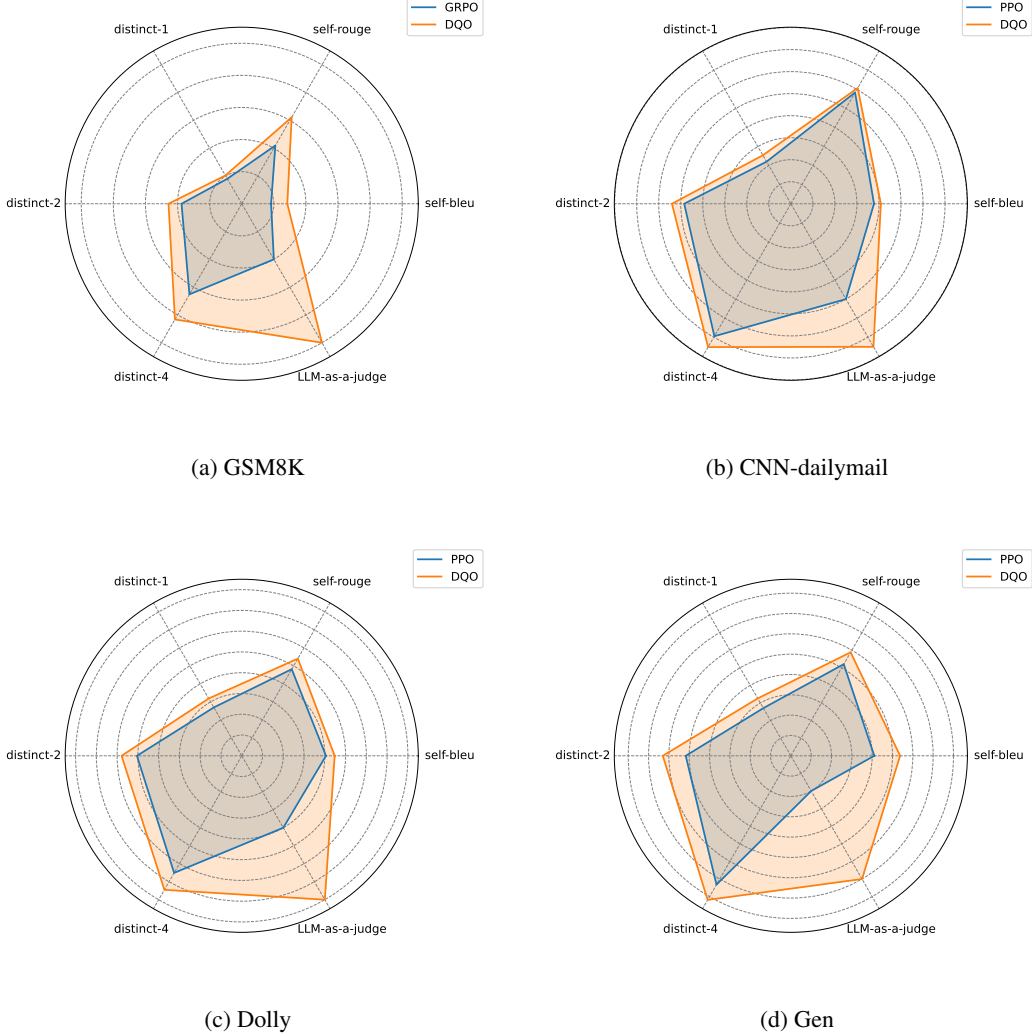 GRPO
DQO
distinct-1
self-rouge
distinct-2
self-bleu
distinct-4
LLM-as-a-judge
(a) GSM8K
PPO
DQO
distinct-1
self-rouge
distinct-2
self-bleu
distinct-4
LLM-as-a-judge
(b) CNN-dailymail
PPO
DQO
distinct-1
self-rouge
distinct-2
self-bleu
distinct-4
LLM-as-a-judge
(c) Dolly
PPO
DQO
distinct-1
self-rouge
distinct-2
self-bleu
distinct-4
LLM-as-a-judge
(d) Gen